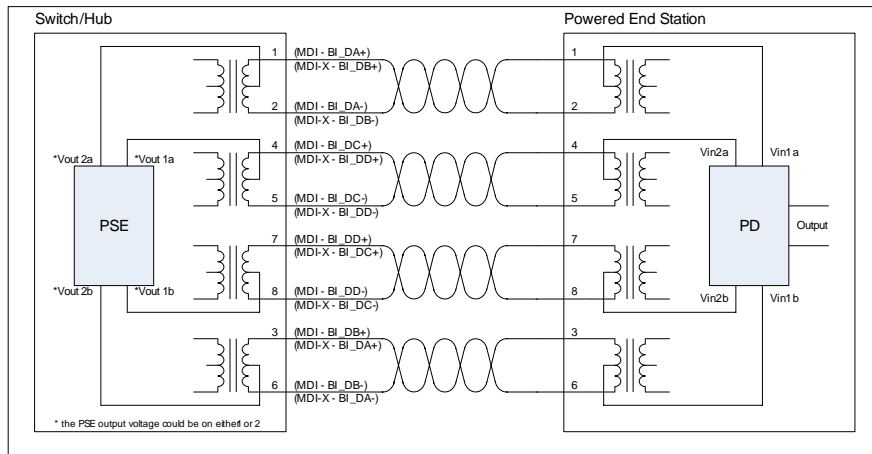 Switch/Hub
Powered End Station
1
(MDI - BI_DA+)
(MDI-X - BI_DB+)
1
2
(MDI - BI_DA-)
(MDI-X - BI_DB-)
2
*Vout 2a
*Vout 1a
4
(MDI - BI_DC+)
(MDI-X - BI_DD+)
4
Vin2a
Vin1a
5
(MDI - BI_DC-)
(MDI-X - BI_DD-)
5
PSE
PD
Output
7
(MDI - BI_DD+)
(MDI-X - BI_DC+)
7
*Vout 2b
*Vout 1b
8
(MDI - BI_DD-)
(MDI-X - BI_DC-)
8
Vin2b
Vin1b
3
(MDI - BI_DB+)
(MDI-X - BI_DA+)
3
6
(MDI - BI_DB-)
(MDI-X - BI_DA-)
6
* the PSE output voltage could be on either1 or 2